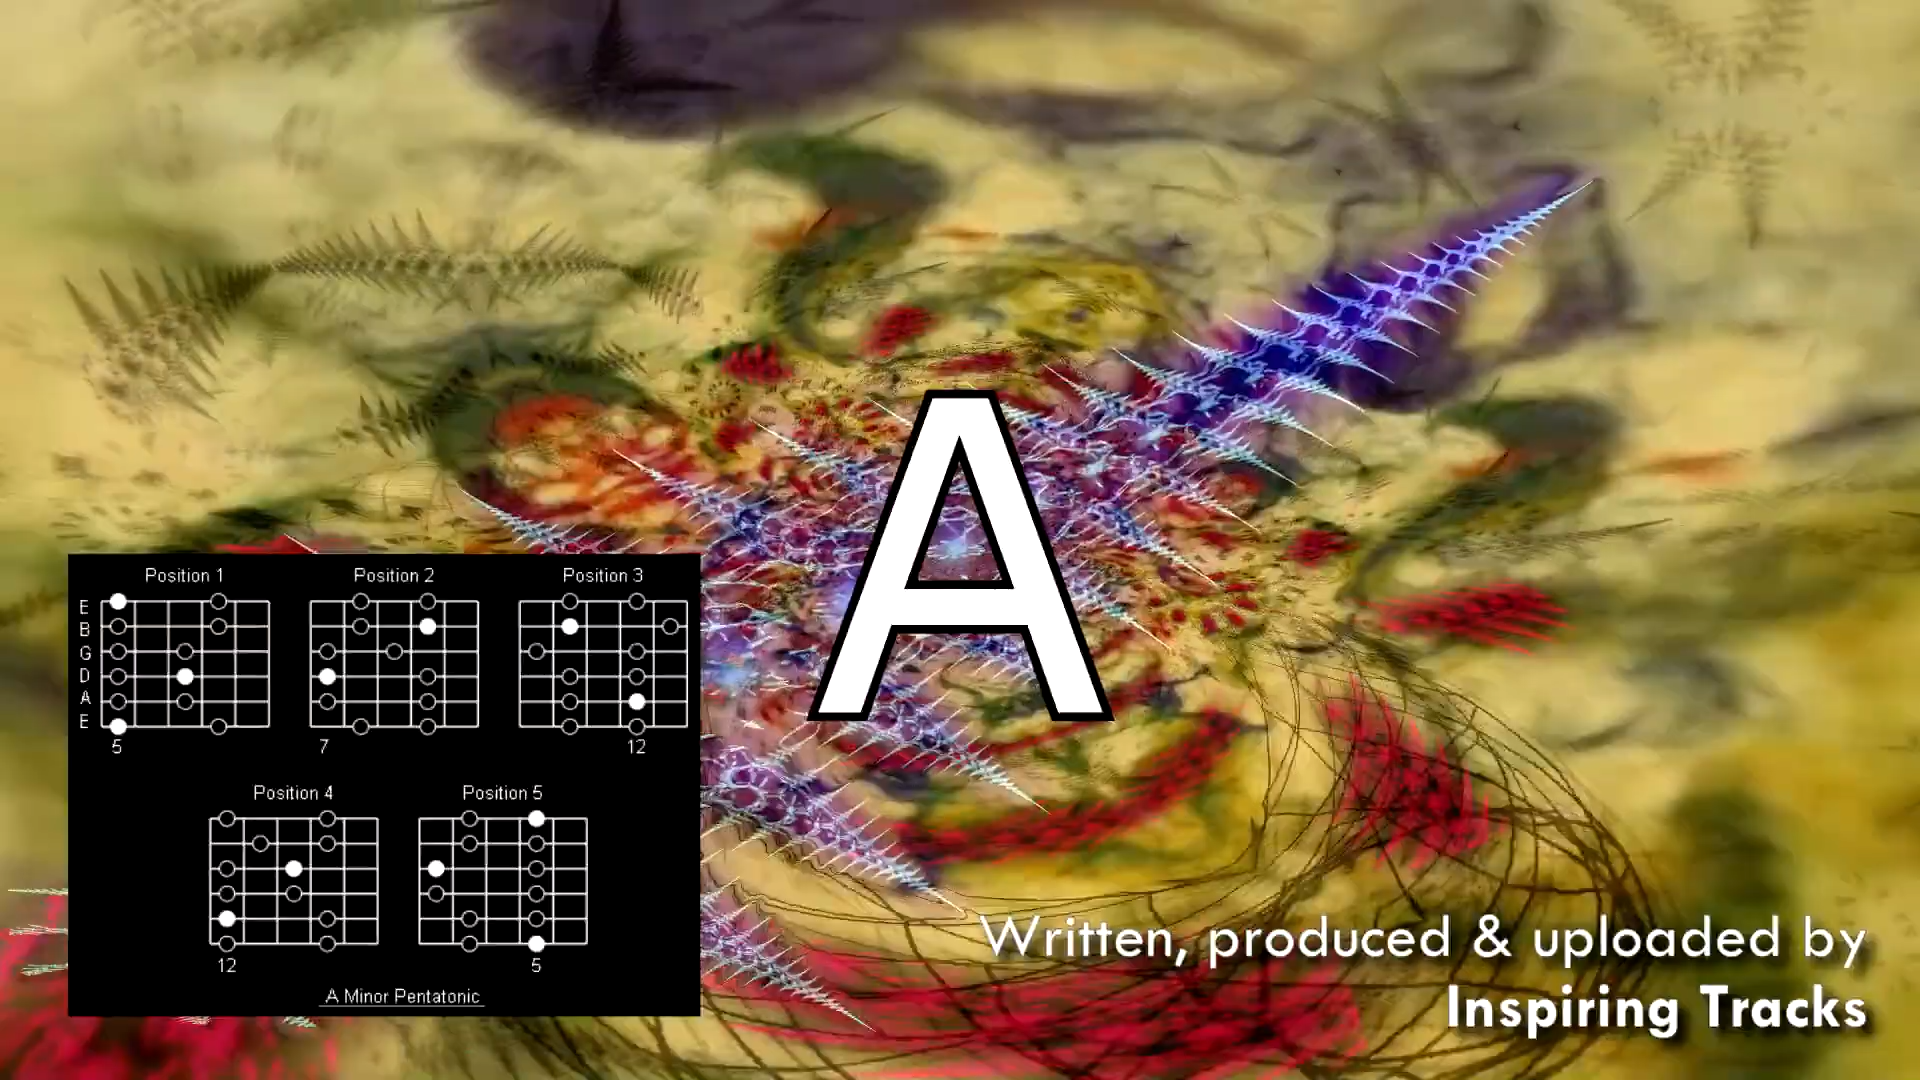 A
Position 1
Position 2
Position 3
E
B
G
D
A
E
5
7
12
Position 4
Position 5
12
5
A Minor Pentatonic
Written, produced & uploaded by
Inspiring Tracks